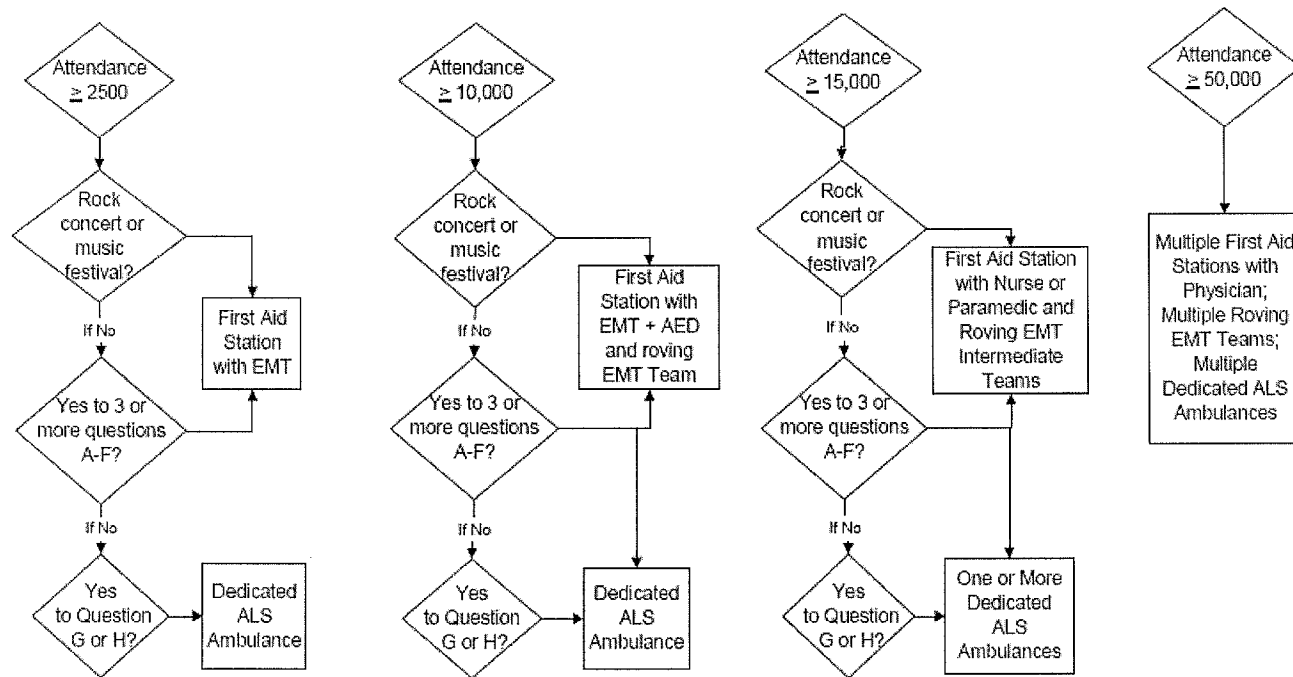 Attendance
≥ 2500
Rock
concert or
music
festival?
If No
First Aid
Station
with EMT
Yes to 3 or
more questions
A-F?
If No
Yes
to Question
G or H?
Dedicated
ALS
Ambulance
Attendance
≥ 10,000
Rock
concert or
music
festival?
If No
First Aid
Station with
EMT + AED
and roving
EMT Team
Yes to 3 or
more questions
A-F?
If No
Yes
to Question
G or H?
Dedicated
ALS
Ambulance
Attendance
≥ 15,000
Rock
concert or
music
festival?
If No
First Aid Station
with Nurse or
Paramedic and
Roving EMT
Intermediate
Teams
Yes to 3 or
more questions
A-F?
If No
Yes
to Question
G or H?
One or More
Dedicated
ALS
Ambulances
Attendance
≥ 50,000
Multiple First Aid
Stations with
Physician;
Multiple Roving
EMT Teams;
Multiple
Dedicated ALS
Ambulances